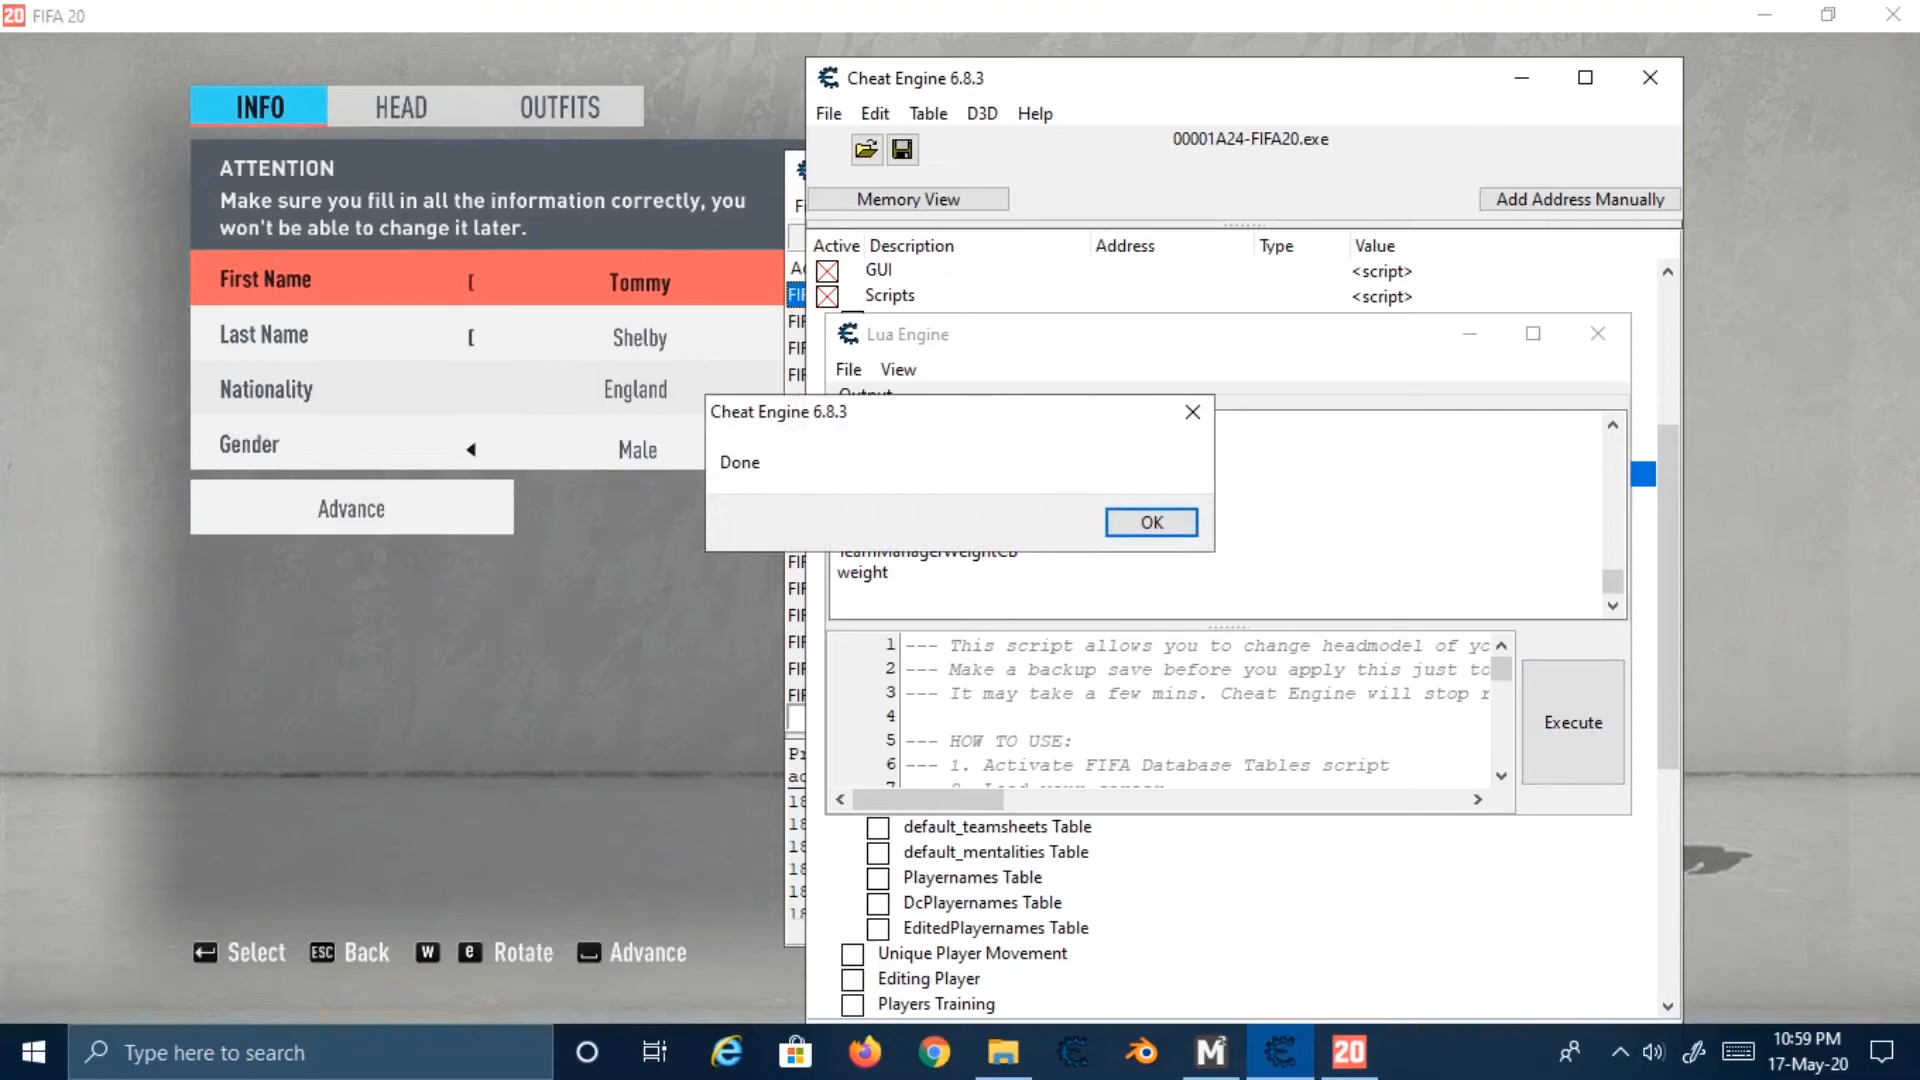 20 FIFA 20
INFO
HEAD
OUTFITS
ATTENTION
Make sure you fill in all the information correctly, you
won't be able to change it later.
First Name [ Tommy
Last Name [ Shelby
Nationality England
Gender Male
Advance
Select
ESC Back
W e Rotate
Advance
Cheat Engine 6.8.3
File Edit Table D3D Help
00001A24-FIFA20.exe
Memory View
Add Address Manually
Active Description Address Type Value
GUI <script>
Scripts <script>
Lua Engine
File View
Output
Cheat Engine 6.8.3
Done
OK
TeamManagerWeightCB
weight
1 --- This script allows you to change headmodel of yo
2 --- Make a backup save before you apply this just to
3 --- It may take a few mins. Cheat Engine will stop r
4
5 --- HOW TO USE:
6 --- 1. Activate FIFA Database Tables script
Execute
default_teamsheets Table
default_mentalities Table
Playernames Table
DcPlayernames Table
EditedPlayernames Table
Unique Player Movement
Editing Player
Players Training
Type here to search
M
20
10:59 PM
17-May-20